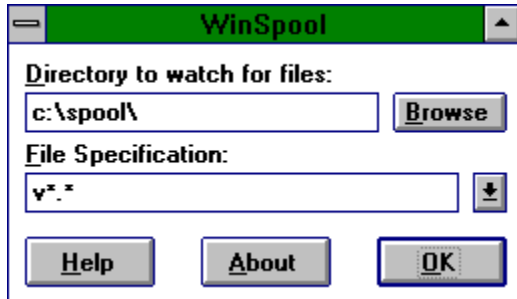 WinSpool
Directory to watch for files:
c:\spool\
Browse
File Specification:
v*.*
Help About OK